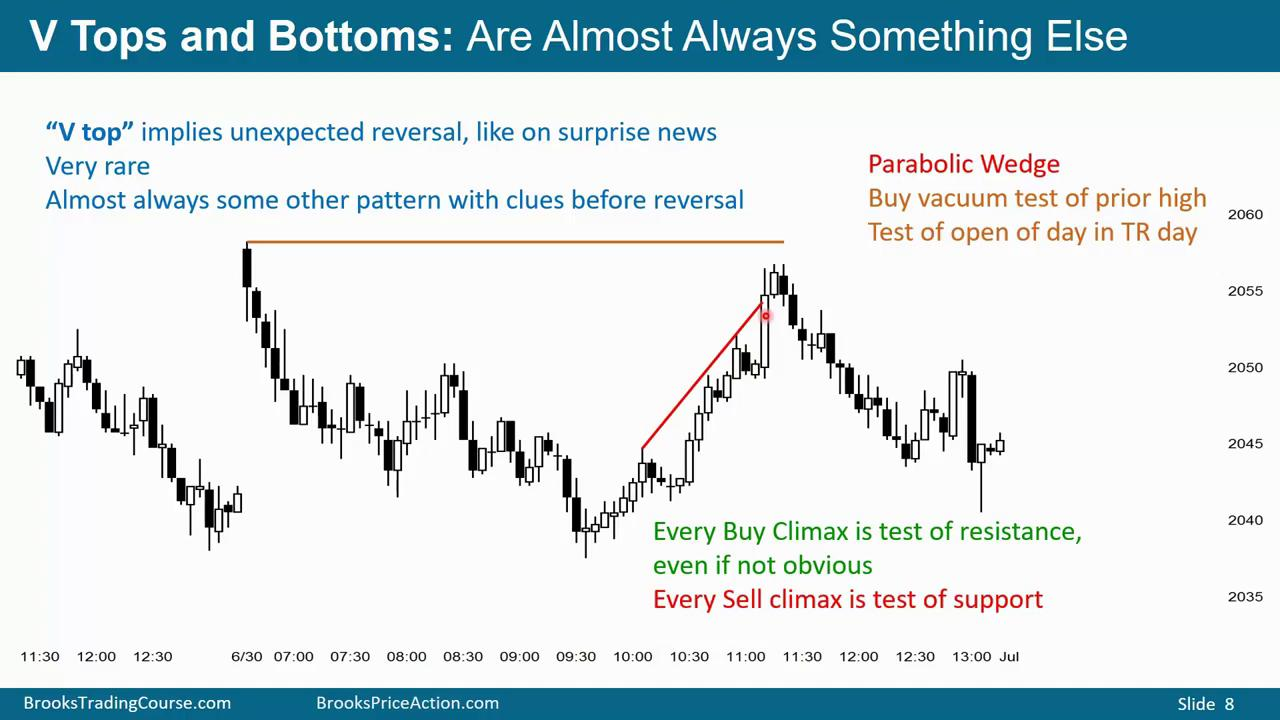 V Tops and Bottoms: Are Almost Always Something Else
“V top” implies unexpected reversal, like on surprise news
Very rare
Almost always some other pattern with clues before reversal
Parabolic Wedge
Buy vacuum test of prior high
Test of open of day in TR day
2060
2055
2050
2045
2040
2035
Every Buy Climax is test of resistance,
even if not obvious
Every Sell climax is test of support
11:30 12:00 12:30 6/30 07:00 07:30 08:00 08:30 09:00 09:30 10:00 10:30 11:00 11:30 12:00 12:30 13:00 Jul
BrooksTradingCourse.com BrooksPriceAction.com Slide 8